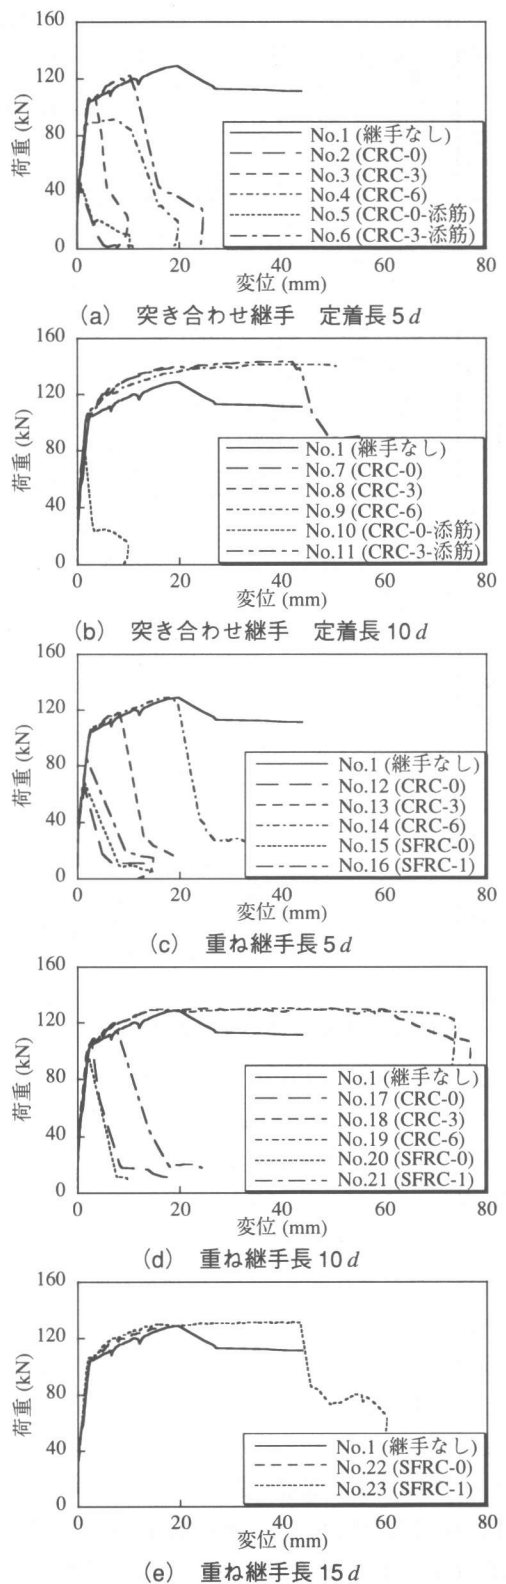 160
120
80
40
0
荷重 (kN)
No.1 (継手なし)
No.2 (CRC-0)
No.3 (CRC-3)
No.4 (CRC-6)
No.5 (CRC-0-添筋)
No.6 (CRC-3-添筋)
0 20 40 60 80
変位 (mm)
(a) 突き合わせ継手 定着長 5d
160
120
80
40
0
荷重 (kN)
No.1 (継手なし)
No.7 (CRC-0)
No.8 (CRC-3)
No.9 (CRC-6)
No.10 (CRC-0-添筋)
No.11 (CRC-3-添筋)
0 20 40 60 80
変位 (mm)
(b) 突き合わせ継手 定着長 10d
160
120
80
40
0
荷重 (kN)
No.1 (継手なし)
No.12 (CRC-0)
No.13 (CRC-3)
No.14 (CRC-6)
No.15 (SFRC-0)
No.16 (SFRC-1)
0 20 40 60 80
変位 (mm)
(c) 重ね継手長 5d
160
120
80
40
0
荷重 (kN)
No.1 (継手なし)
No.17 (CRC-0)
No.18 (CRC-3)
No.19 (CRC-6)
No.20 (SFRC-0)
No.21 (SFRC-1)
0 20 40 60 80
変位 (mm)
(d) 重ね継手長 10d
160
120
80
40
0
荷重 (kN)
No.1 (継手なし)
No.22 (SFRC-0)
No.23 (SFRC-1)
0 20 40 60 80
変位 (mm)
(e) 重ね継手長 15d